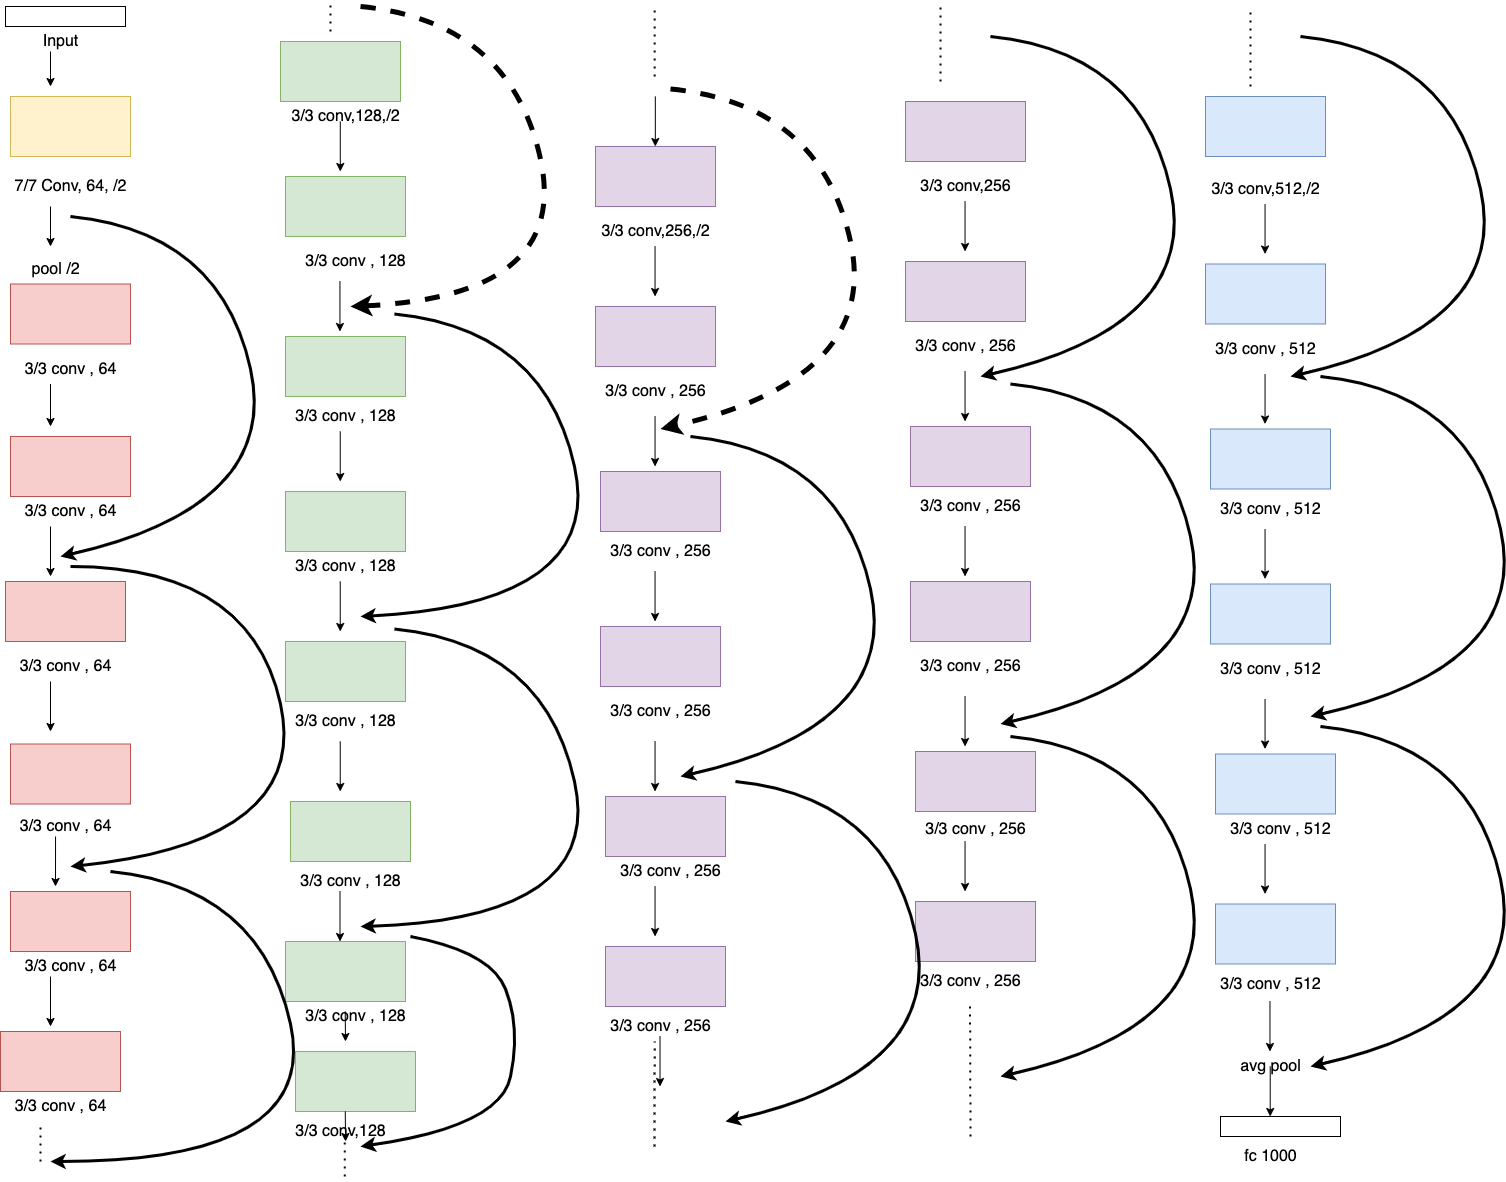 Input
7/7 Conv, 64, /2
pool /2
3/3 conv , 64
3/3 conv , 64
3/3 conv , 64
3/3 conv , 64
3/3 conv , 64
3/3 conv , 64
3/3 conv,128,/2
3/3 conv , 128
3/3 conv , 128
3/3 conv , 128
3/3 conv , 128
3/3 conv , 128
3/3 conv , 128
3/3 conv,128
3/3 conv,256,/2
3/3 conv , 256
3/3 conv , 256
3/3 conv , 256
3/3 conv , 256
3/3 conv , 256
3/3 conv,256
3/3 conv , 256
3/3 conv , 256
3/3 conv , 256
3/3 conv , 256
3/3 conv , 256
3/3 conv,512,/2
3/3 conv , 512
3/3 conv , 512
3/3 conv , 512
3/3 conv , 512
3/3 conv , 512
avg pool
fc 1000